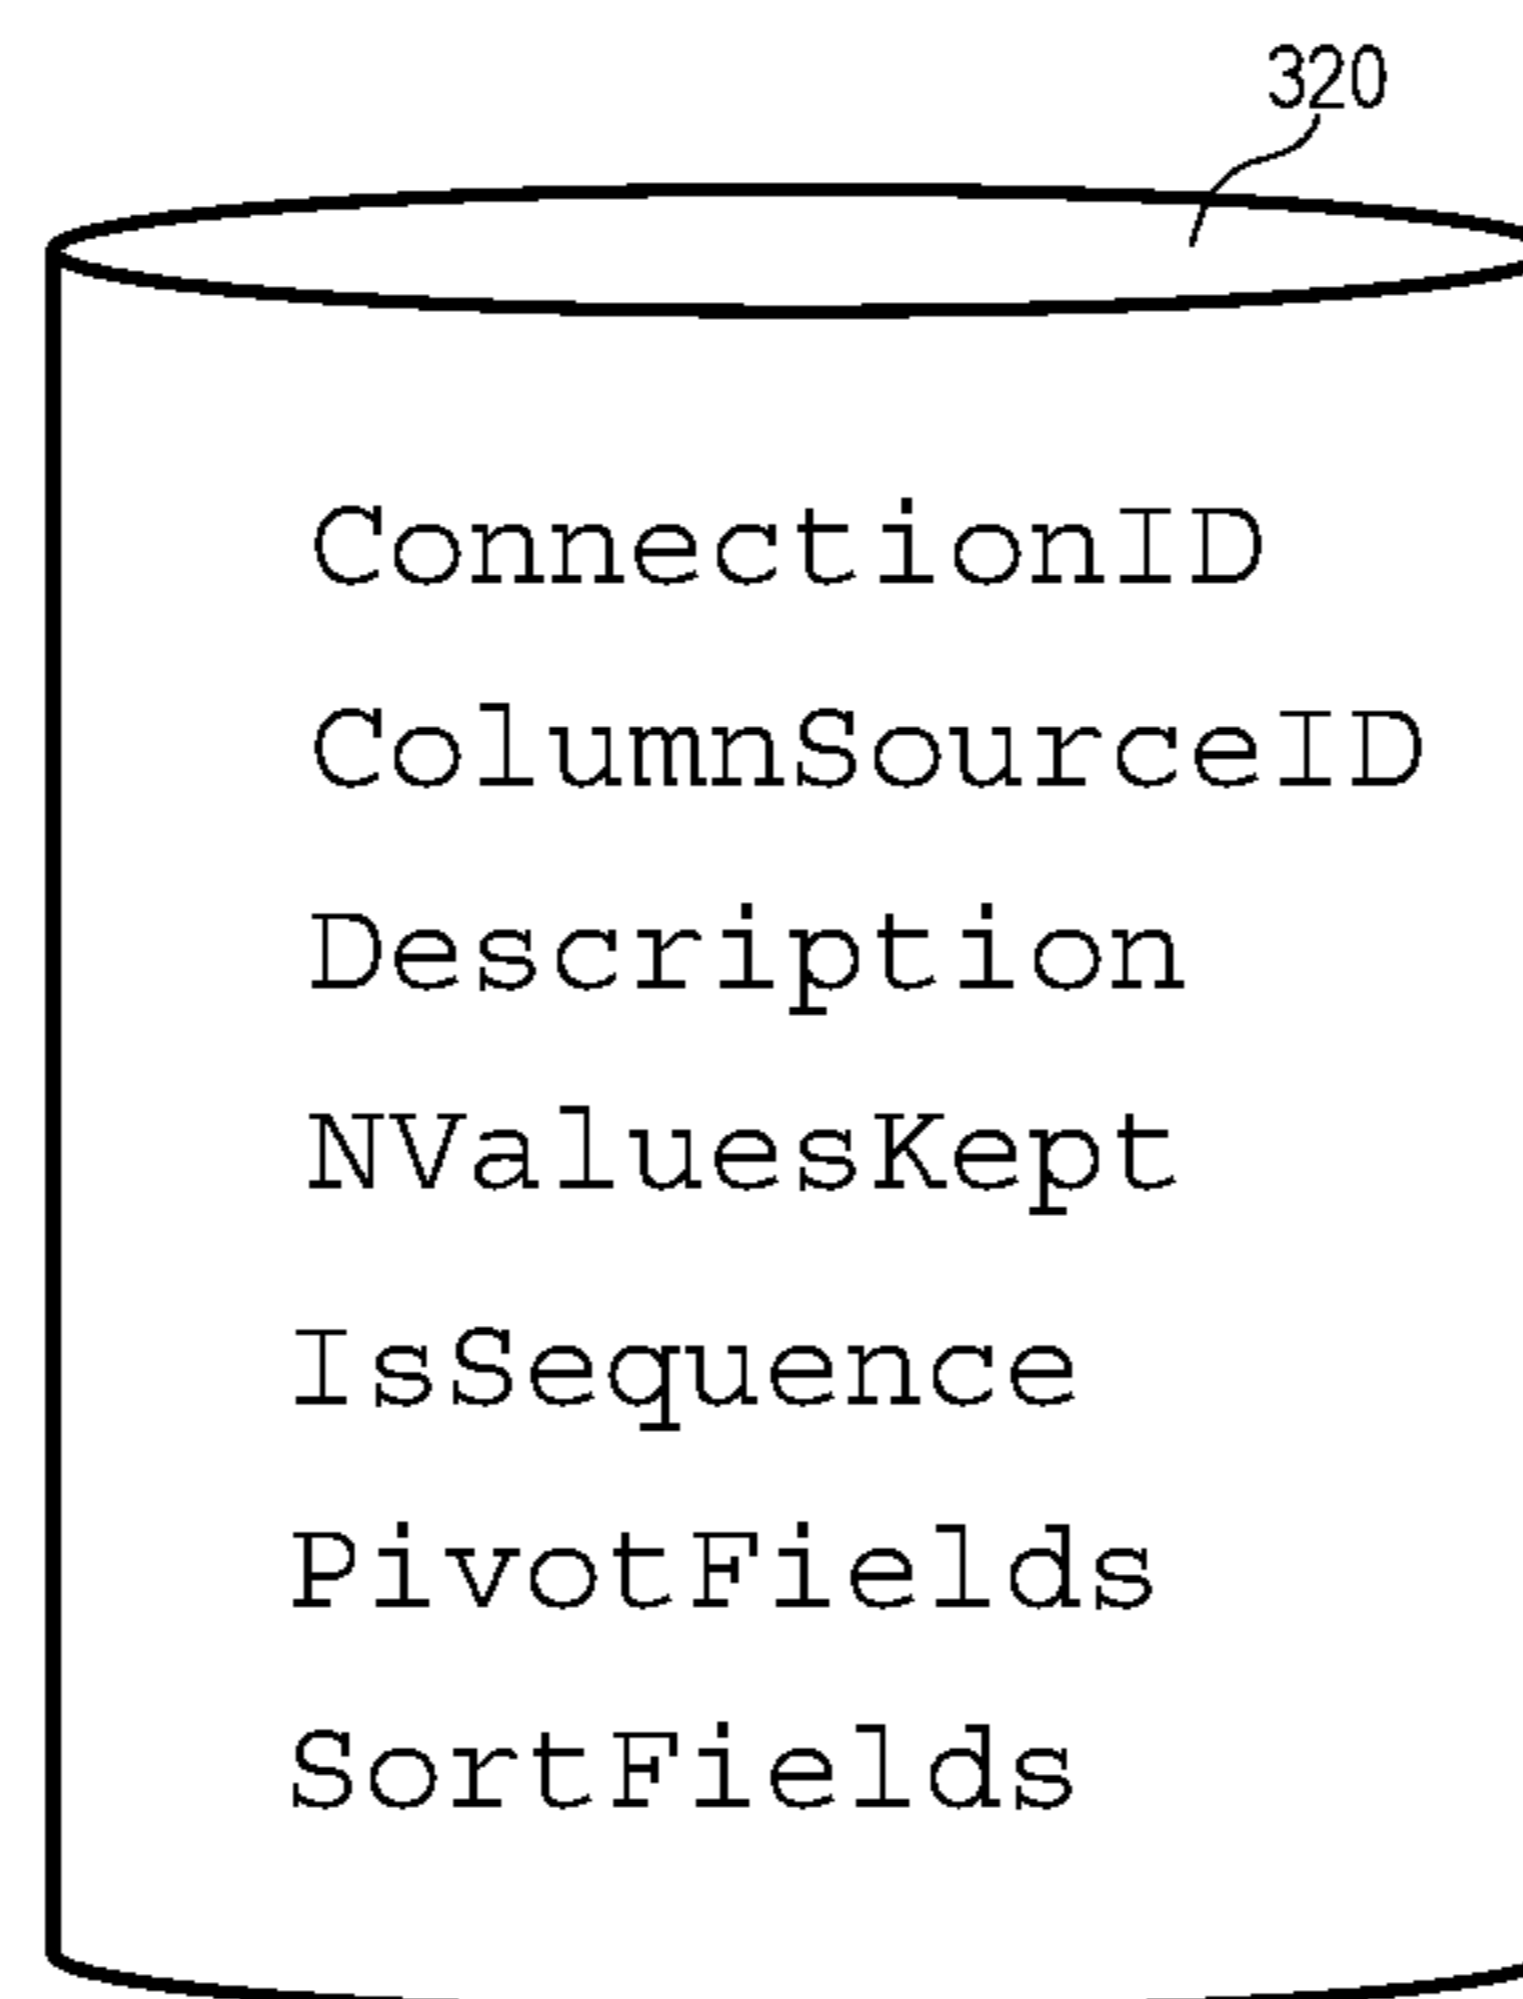 320
ConnectionID
ColumnSourceID
Description
NValuesKept
IsSequence
PivotFields
SortFields